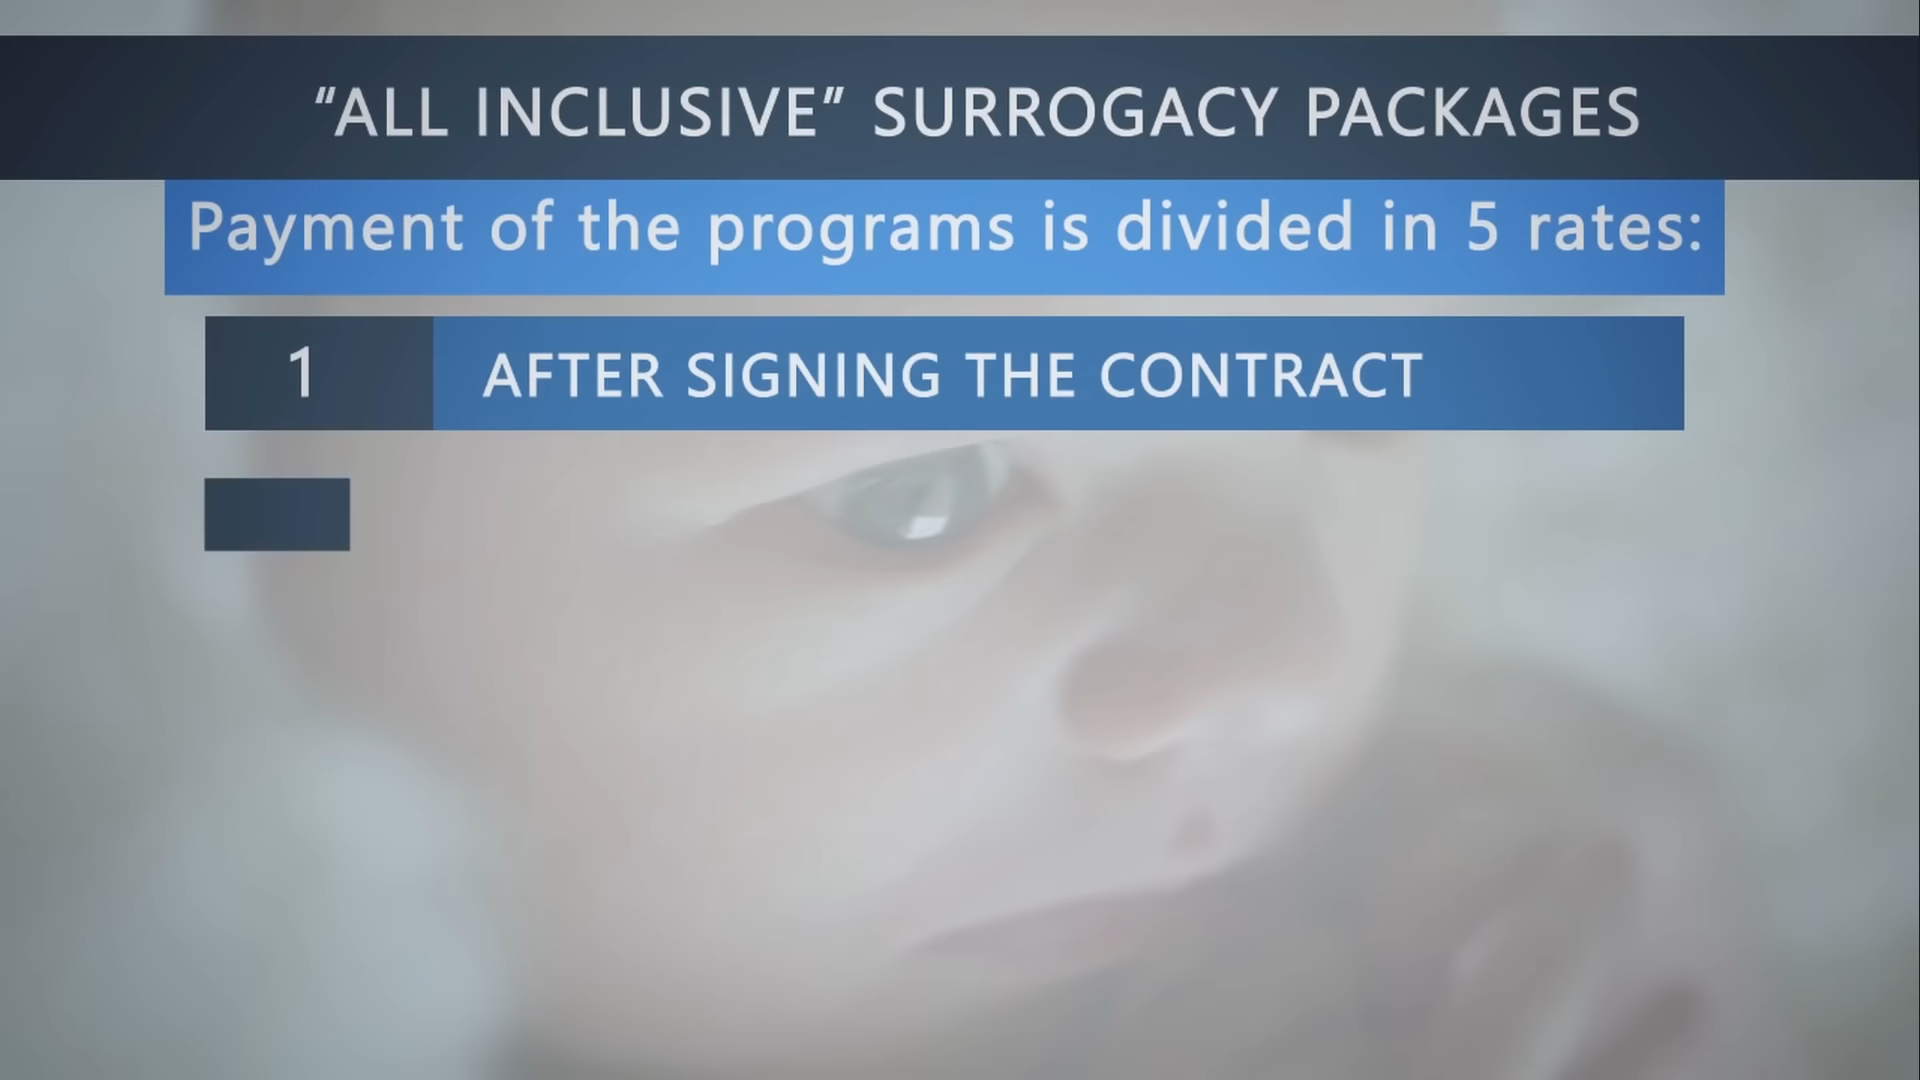 “ALL INCLUSIVE” SURROGACY PACKAGES
Payment of the programs is divided in 5 rates:
1 AFTER SIGNING THE CONTRACT